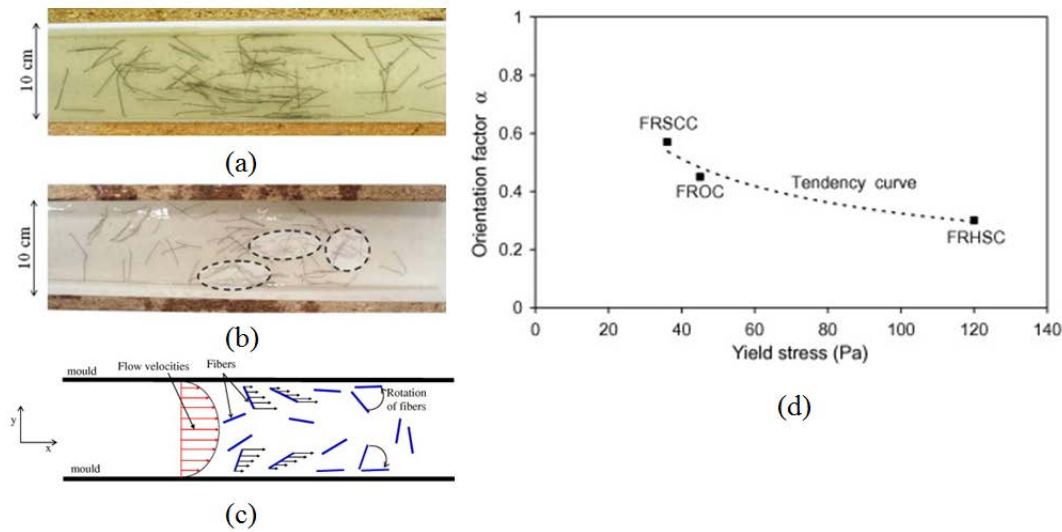 10 cm
(a)
10 cm
(b)
mould
Flow velocities
Fibers
Rotation
of fibers
y
x
mould
(c)
1
0.8
0.6
0.4
0.2
0
Orientation factor α
FRSCC
FROC
Tendency curve
FRHSC
0 20 40 60 80 100 120 140
Yield stress (Pa)
(d)